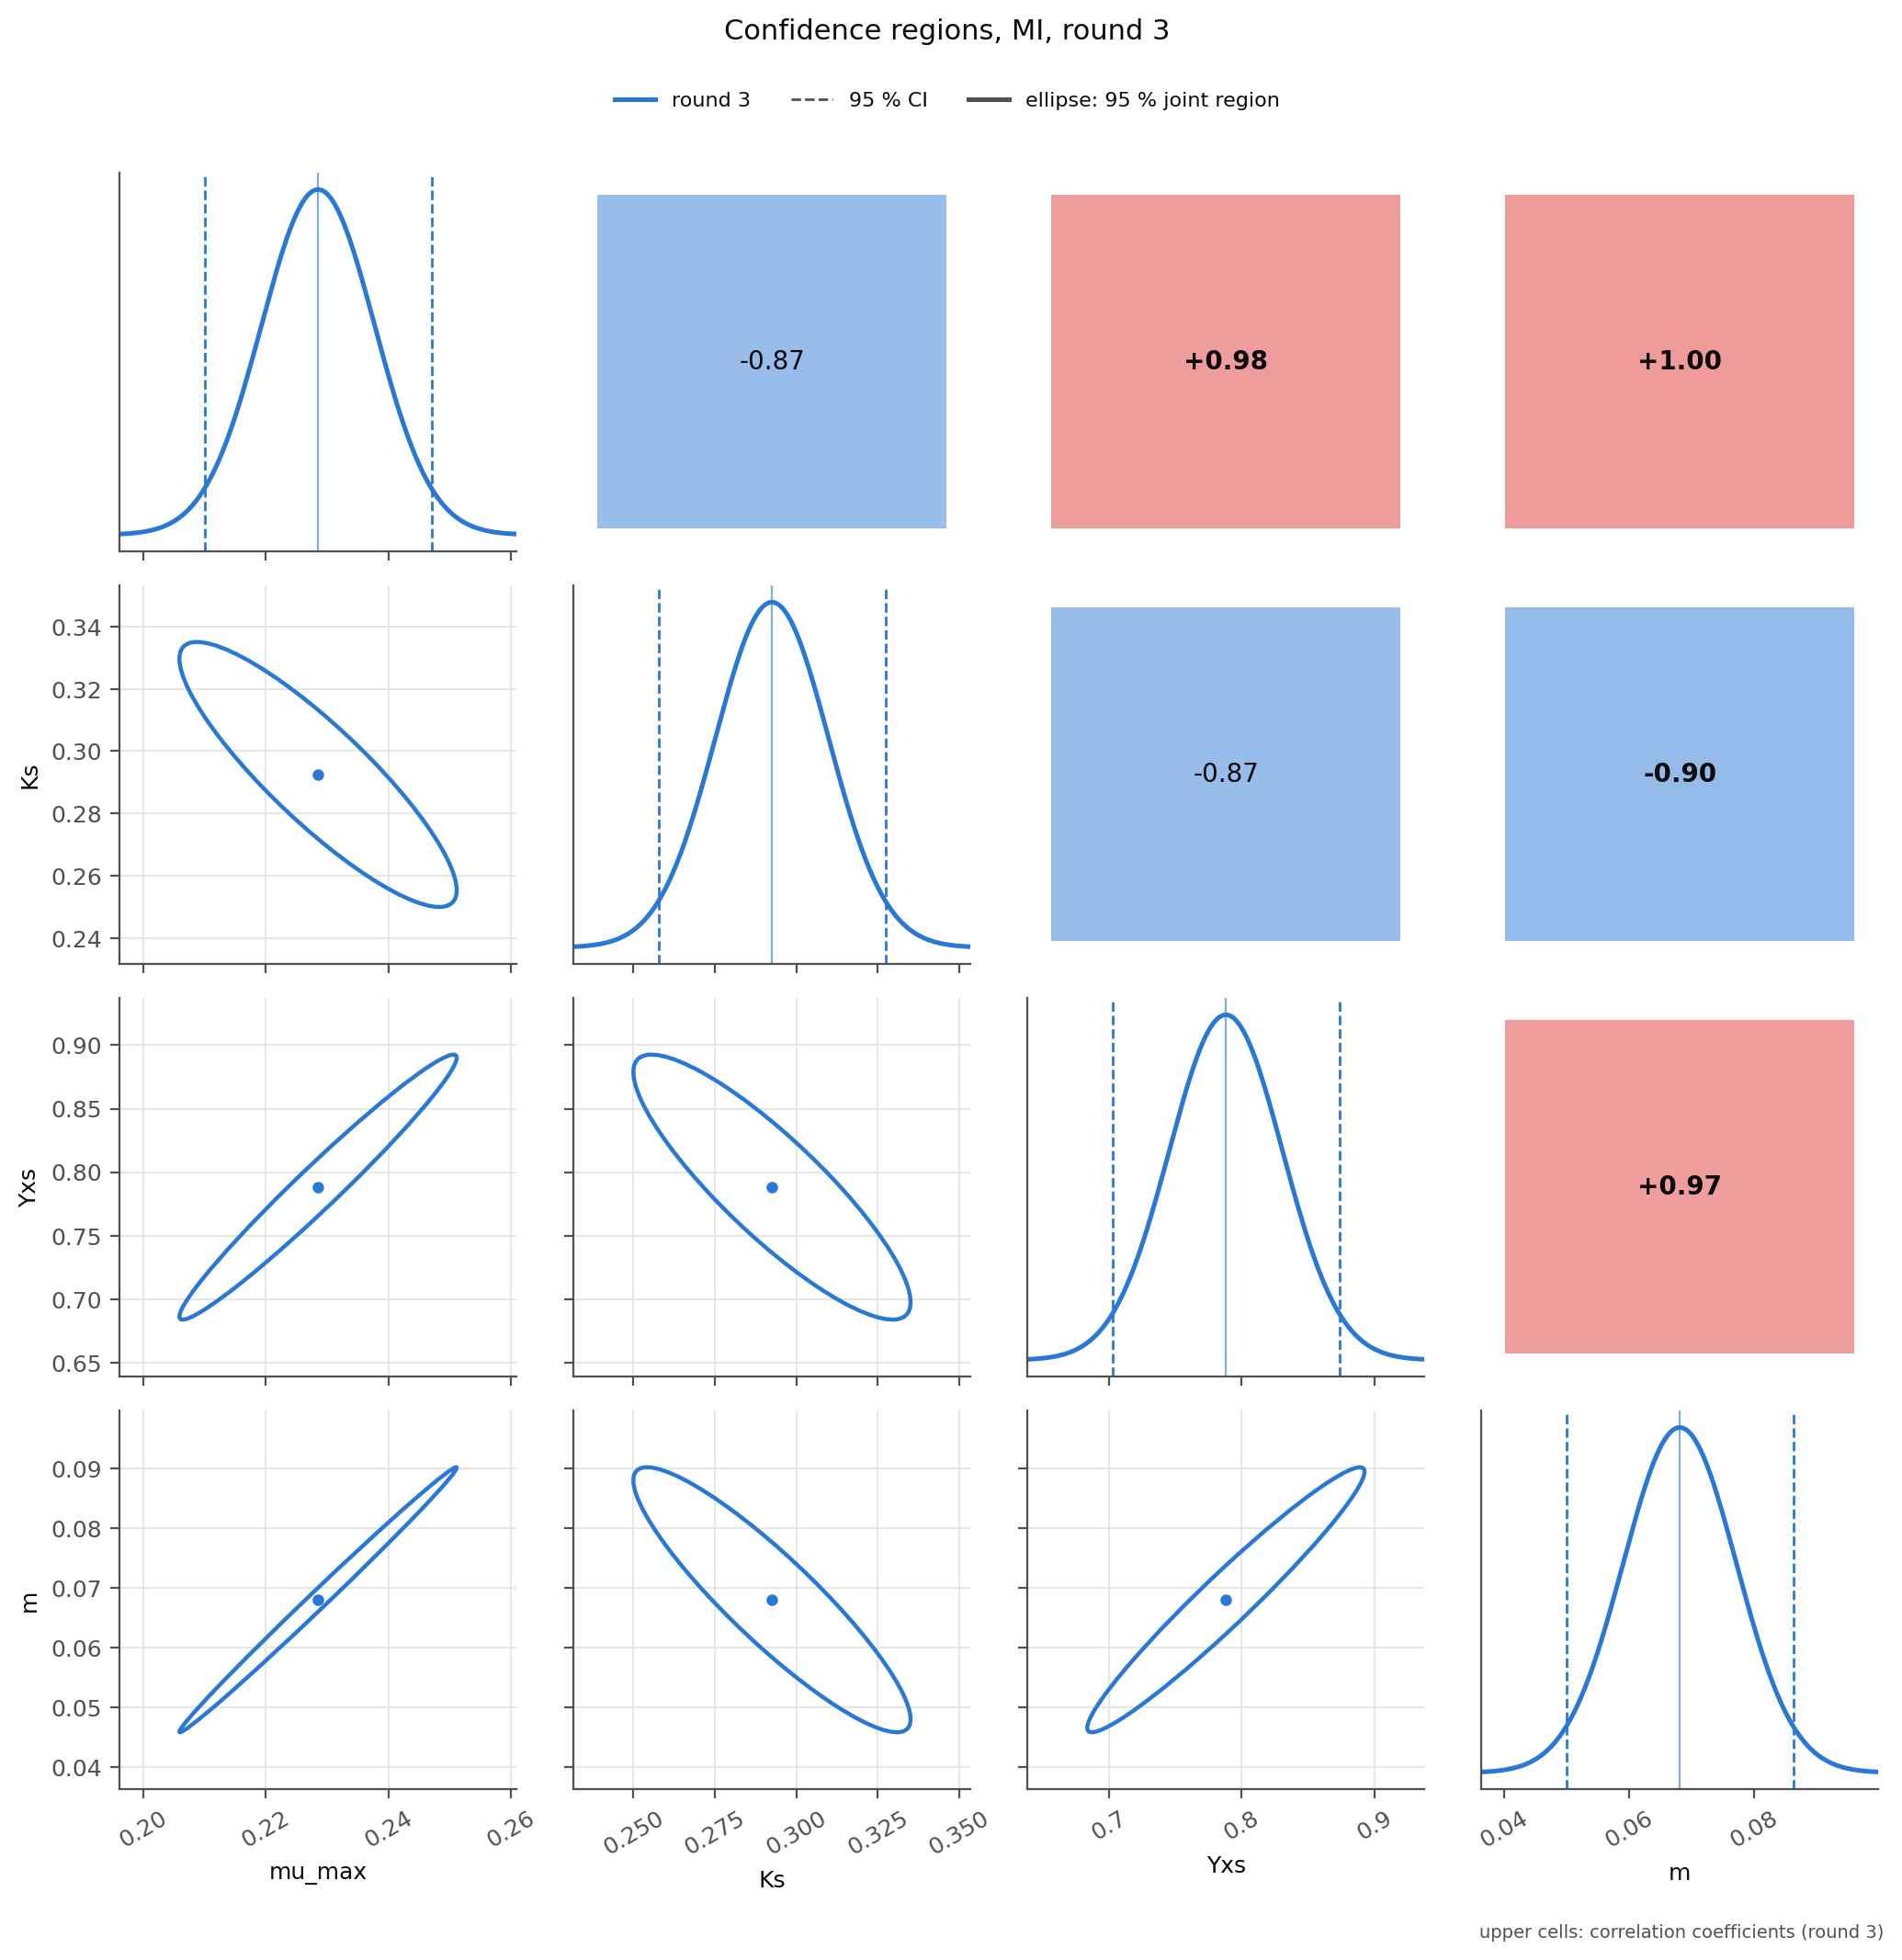 Confidence regions, MI, round 3
round 3
95 % CI
ellipse: 95 % joint region
-0.87
+0.98
+1.00
Ks
0.34
0.32
0.30
0.28
0.26
0.24
-0.87
-0.90
Yxs
0.90
0.85
0.80
0.75
0.70
0.65
+0.97
m
0.09
0.08
0.07
0.06
0.05
0.04
0.20 0.22 0.24 0.26
0.250 0.275 0.300 0.325 0.350
0.7 0.8 0.9
0.04 0.06 0.08
mu_max
Ks
Yxs
m
upper cells: correlation coefficients (round 3)